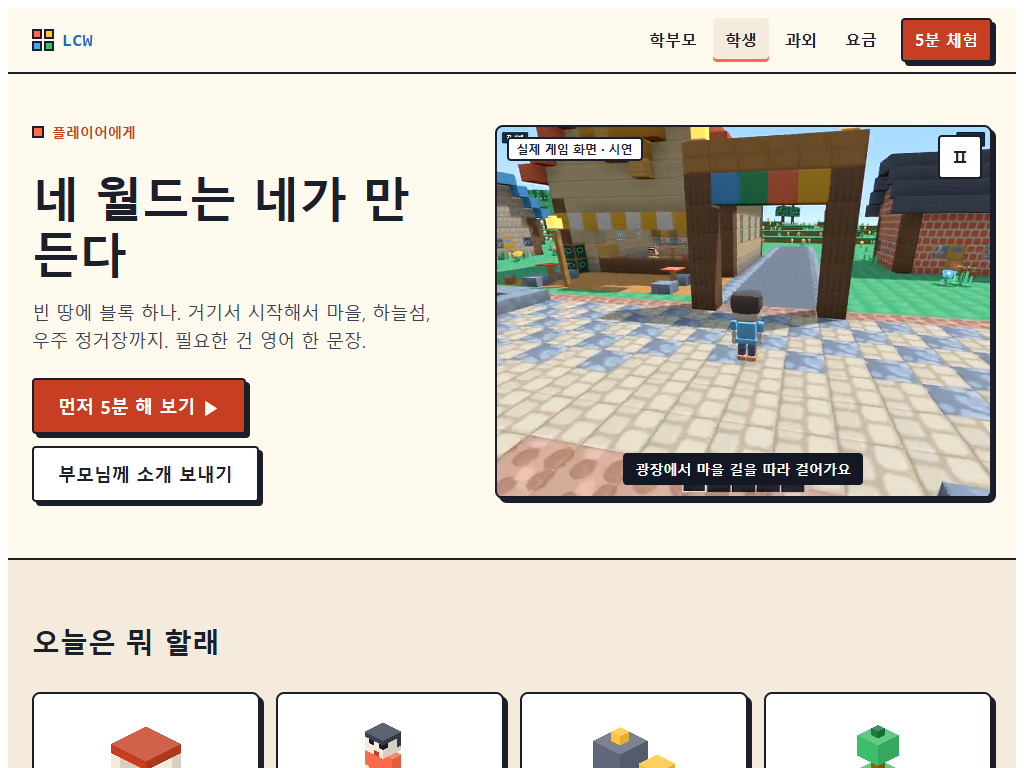 LCW
학부모
학생
과외
요금
5분 체험
플레이어에게
네 월드는 네가 만
든다
빈 땅에 블록 하나. 거기서 시작해서 마을, 하늘섬,
우주 정거장까지. 필요한 건 영어 한 문장.
먼저 5분 해 보기 ▶
부모님께 소개 보내기
실제 게임 화면 · 시연
광장에서 마을 길을 따라 걸어가요
오늘은 뭐 할래